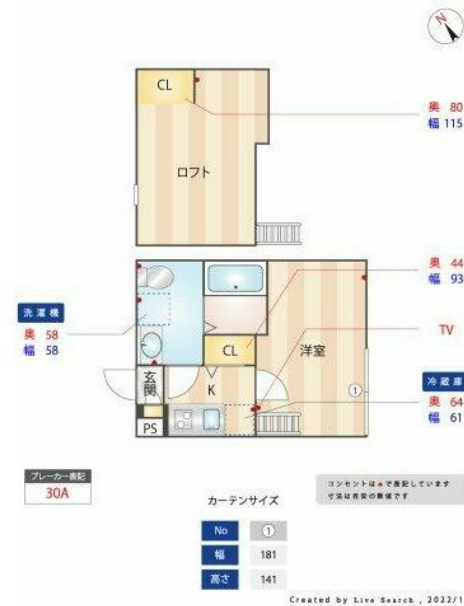 N
CL
奥 80
幅 115
ロフト
奥 44
幅 93
洗濯機
奥 58
幅 58
CL
洋室
TV
①
玄関
K
冷蔵庫
奥 64
幅 61
PS
ブレーカー表記
30A
コンセントは▲で表記しています
寸法は目安の数値です
カーテンサイズ
No ①
幅 181
高さ 141
Created by Live Search , 2022/1